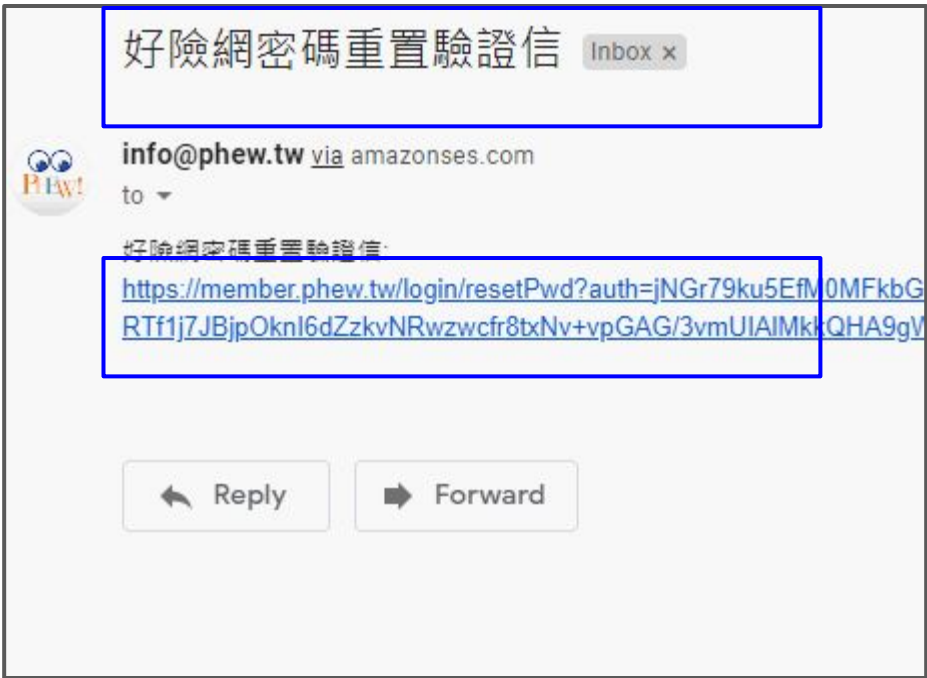 好險網密碼重置驗證信 Inbox x
PHEW!
info@phew.tw via amazonses.com
to
好險網密碼重置驗證信:
https://member.phew.tw/login/resetPwd?auth=jNGr79ku5EfM0MFkbG
RTf1j7JBjpOknI6dZzkvNRwzwcfr8txNv+vpGAG/3vmUIAlMkkQHA9gW
Reply
Forward